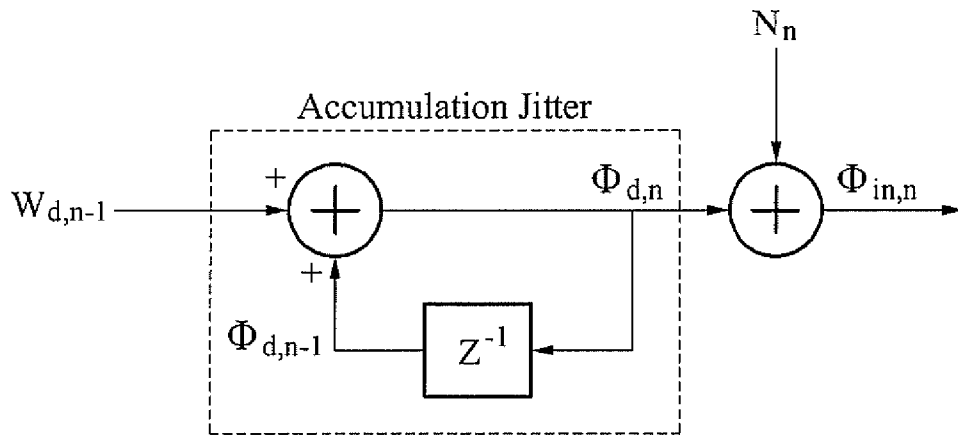 N_n
Accumulation Jitter
+
Φ_d,n
Φ_in,n
W_d,n-1
+
+
+
Φ_d,n-1
Z^-1